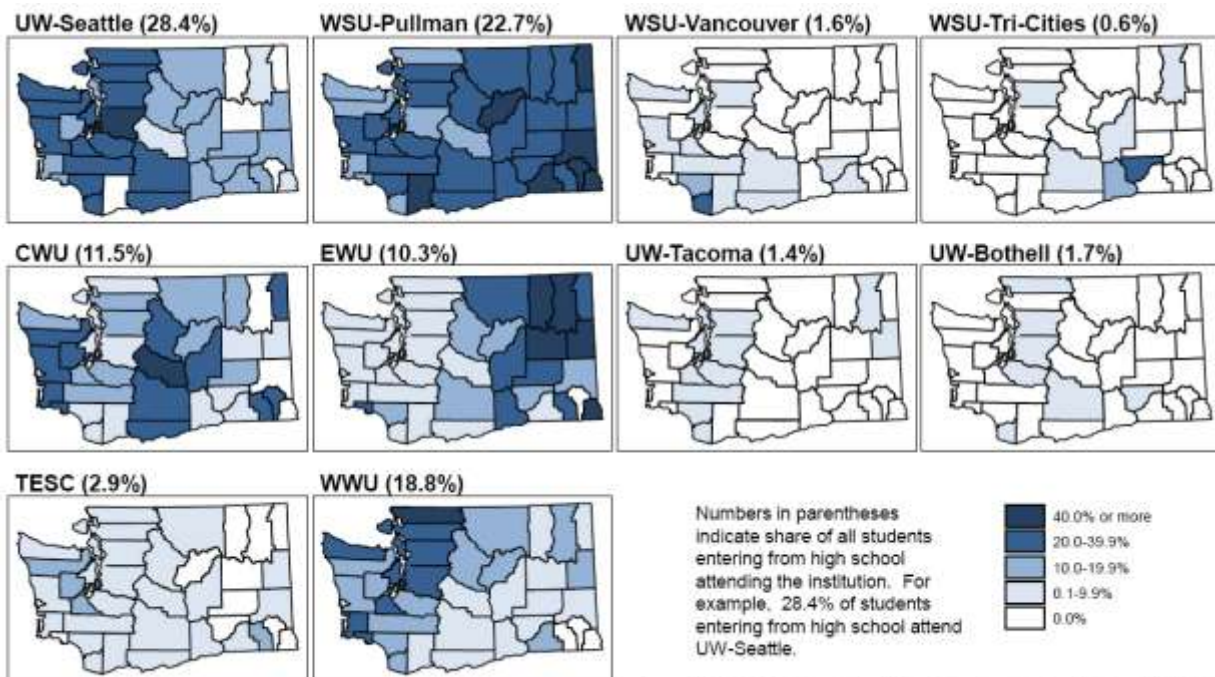 UW-Seattle (28.4%)
WSU-Pullman (22.7%)
WSU-Vancouver (1.6%)
WSU-Tri-Cities (0.6%)
CWU (11.5%)
EWU (10.3%)
UW-Tacoma (1.4%)
UW-Bothell (1.7%)
TESC (2.9%)
WWU (18.8%)
Numbers in parentheses
indicate share of all students
entering from high school
attending the institution. For
example, 28.4% of students
entering from high school attend
UW-Seattle.
40.0% or more
20.0-39.9%
10.0-19.9%
0.1-9.9%
0.0%